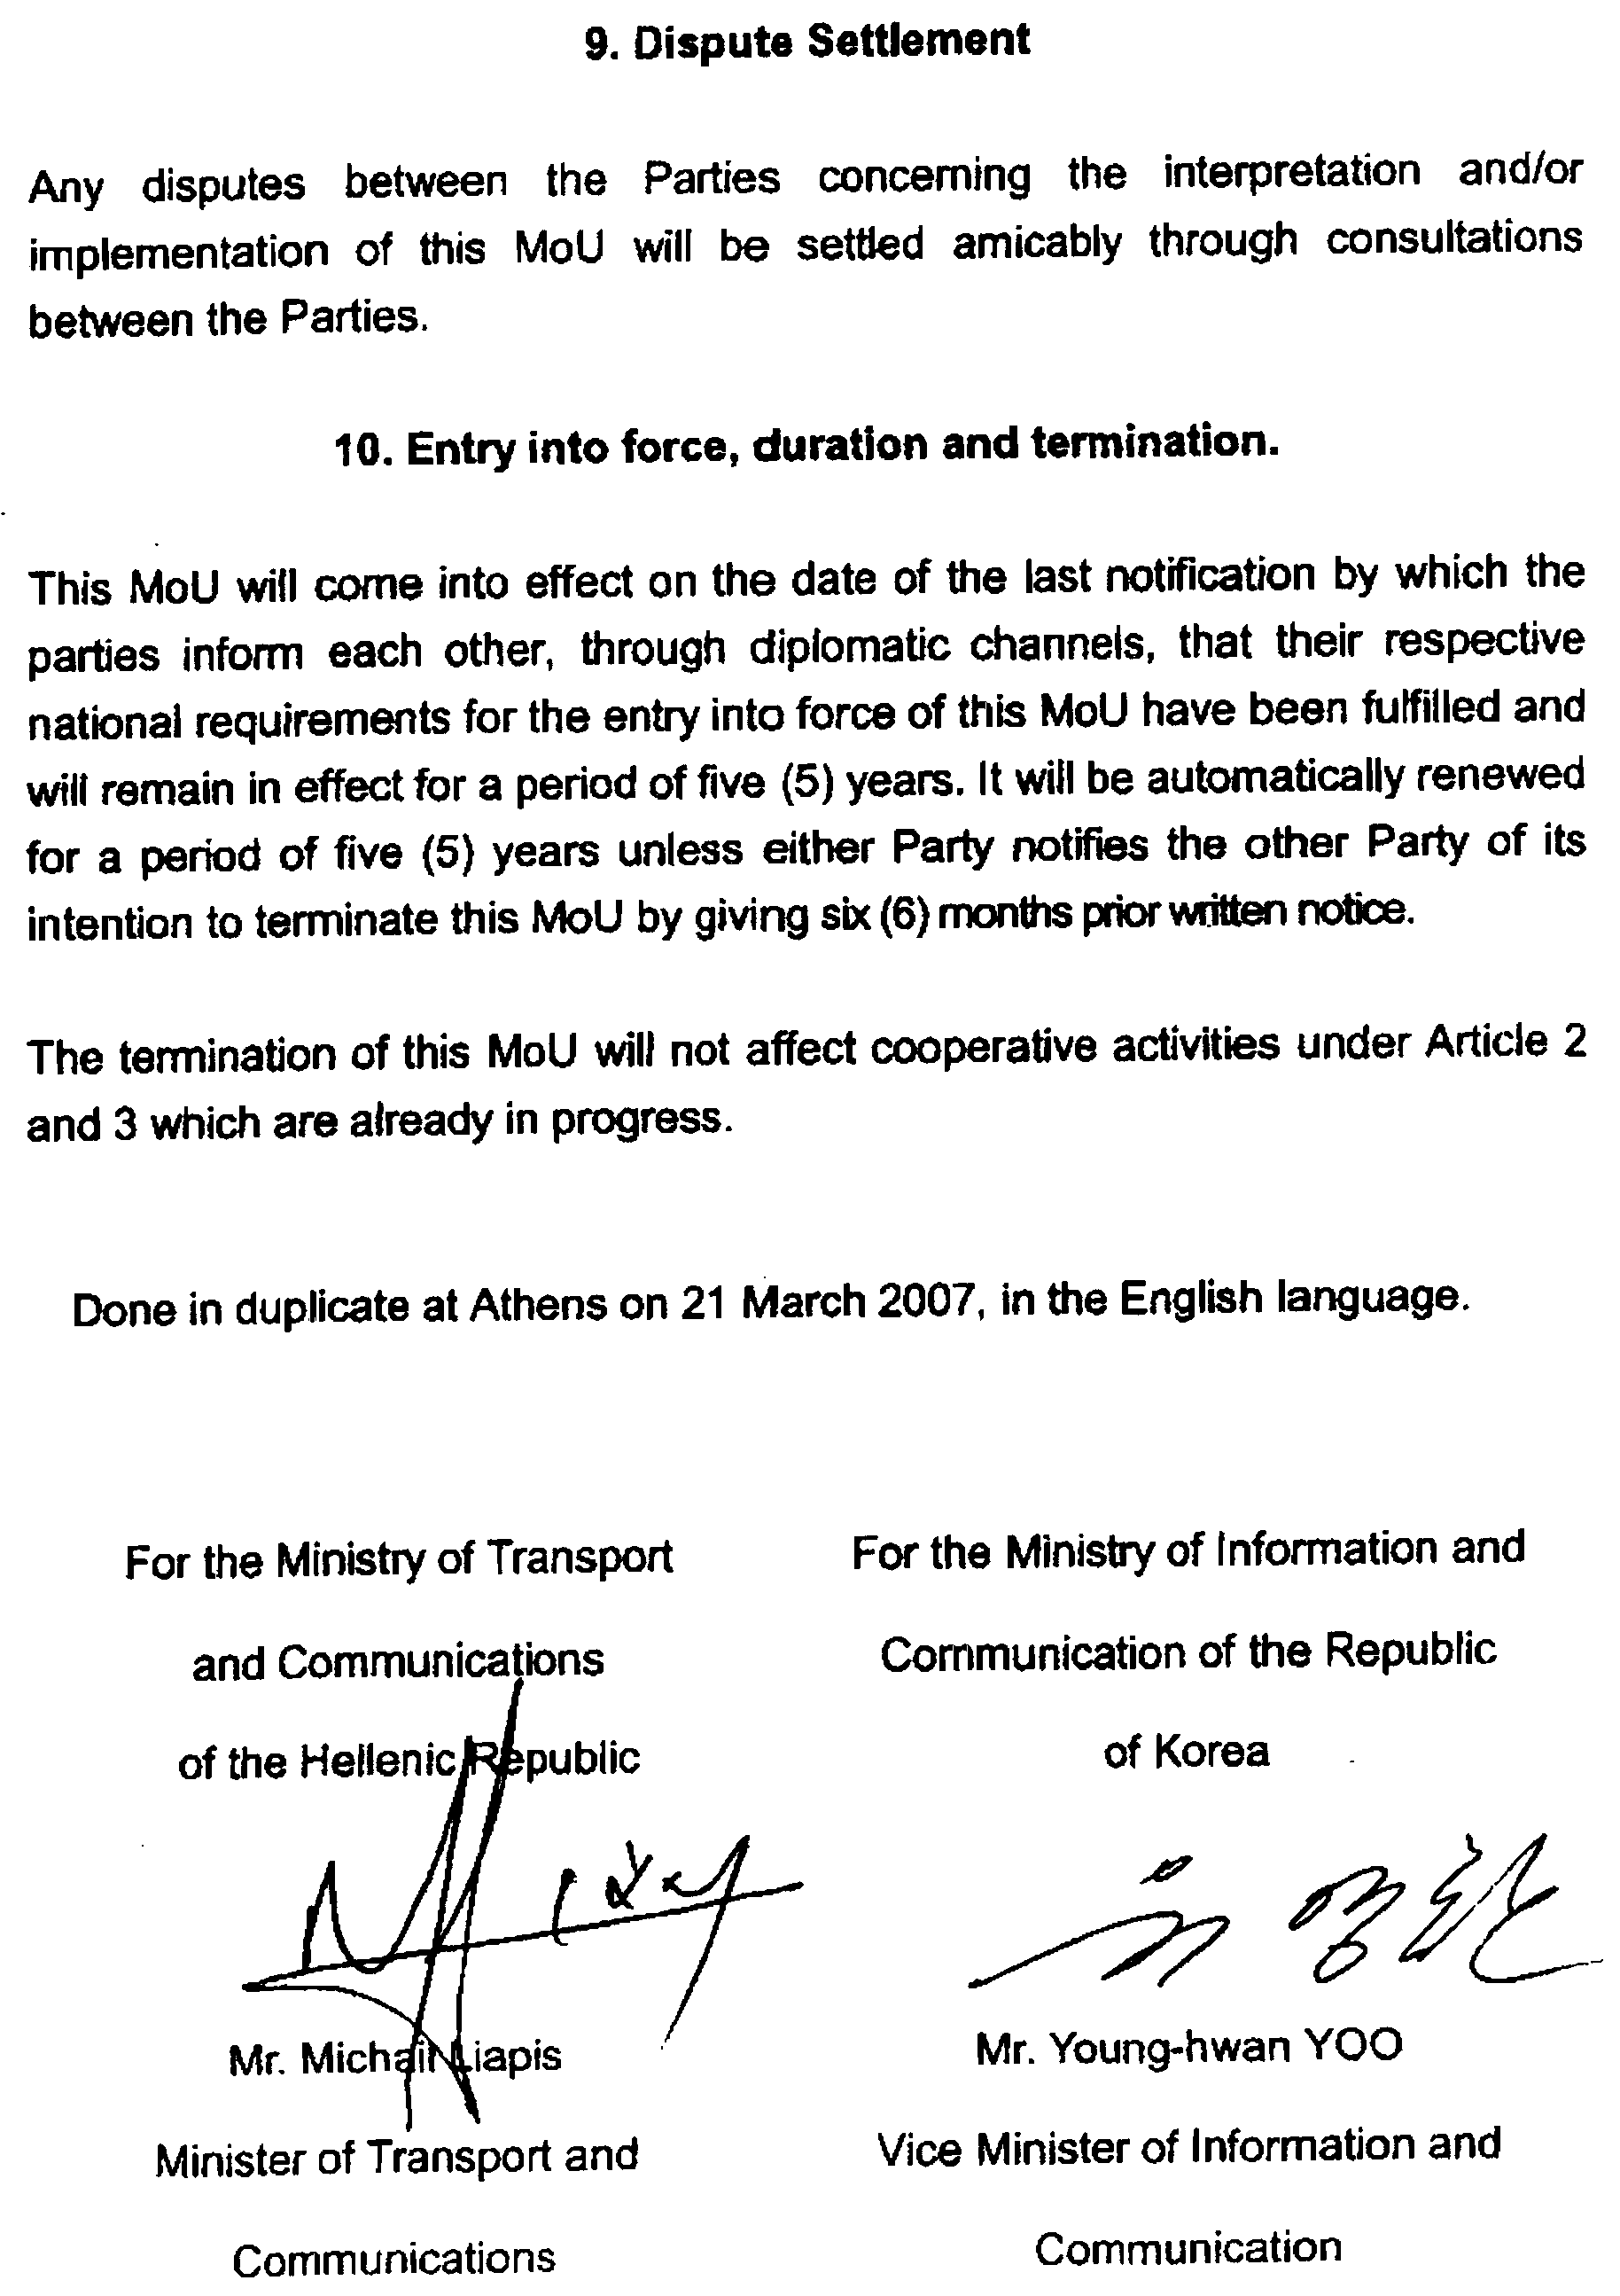 9. Dispute Settlement
Any disputes between the Parties concerning the interpretation and/or
implementation of this MoU will be settled amicably through consultations
between the Parties.
10. Entry into force, duration and termination.
This MoU will come into effect on the date of the last notification by which the
parties inform each other, through diplomatic channels, that their respective
national requirements for the entry into force of this MoU have been fulfilled and
will remain in effect for a period of five (5) years. It will be automatically renewed
for a period of five (5) years unless either Party notifies the other Party of its
intention to terminate this MoU by giving six (6) months prior written notice.
The termination of this MoU will not affect cooperative activities under Article 2
and 3 which are already in progress.
Done in duplicate at Athens on 21 March 2007, in the English language.
For the Ministry of Transport
and Communications
of the Hellenic Republic
Mr. Michail Liapis
Minister of Transport and
Communications
For the Ministry of Information and
Communication of the Republic
of Korea
유영환
Mr. Young-hwan YOO
Vice Minister of Information and
Communication